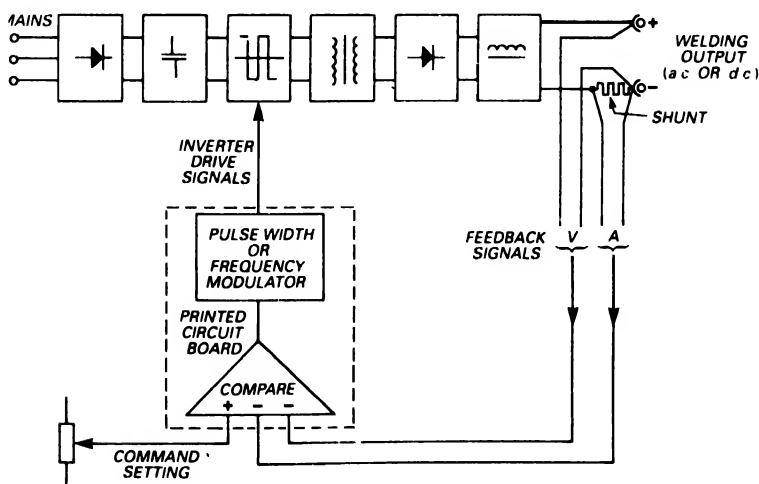 MAINS
+
WELDING
OUTPUT
(ac OR dc)
−
SHUNT
INVERTER
DRIVE
SIGNALS
PULSE WIDTH
OR
FREQUENCY
MODULATOR
FEEDBACK
SIGNALS
V
A
PRINTED
CIRCUIT
BOARD
COMPARE
+ − −
COMMAND
SETTING